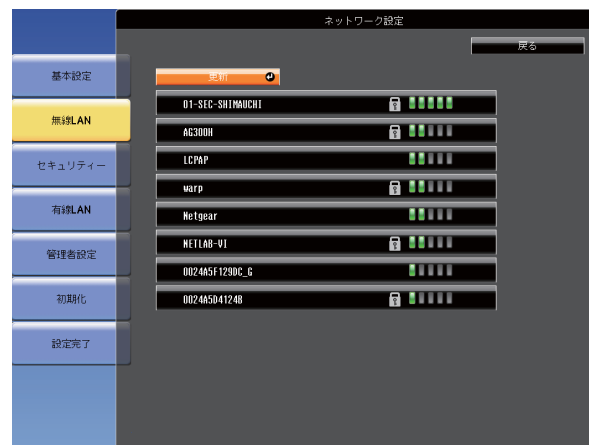 ネットワーク設定
戻る
基本設定
無線LAN
セキュリティー
有線LAN
管理者設定
初期化
設定完了
更新
01-SEC-SHIMAUCHI
AG300H
LCPAP
warp
Netgear
NETLAB-VI
0024A5F129DC_G
0024A5D4124B